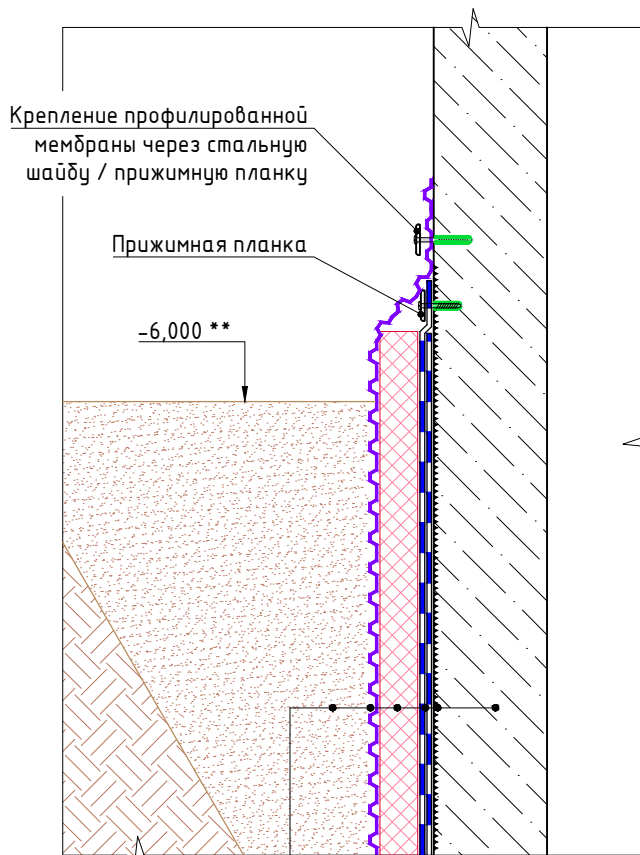 Крепление профилированной
мембраны через стальную
шайбу / прижимную планку
Прижимная планка
-6,000 **